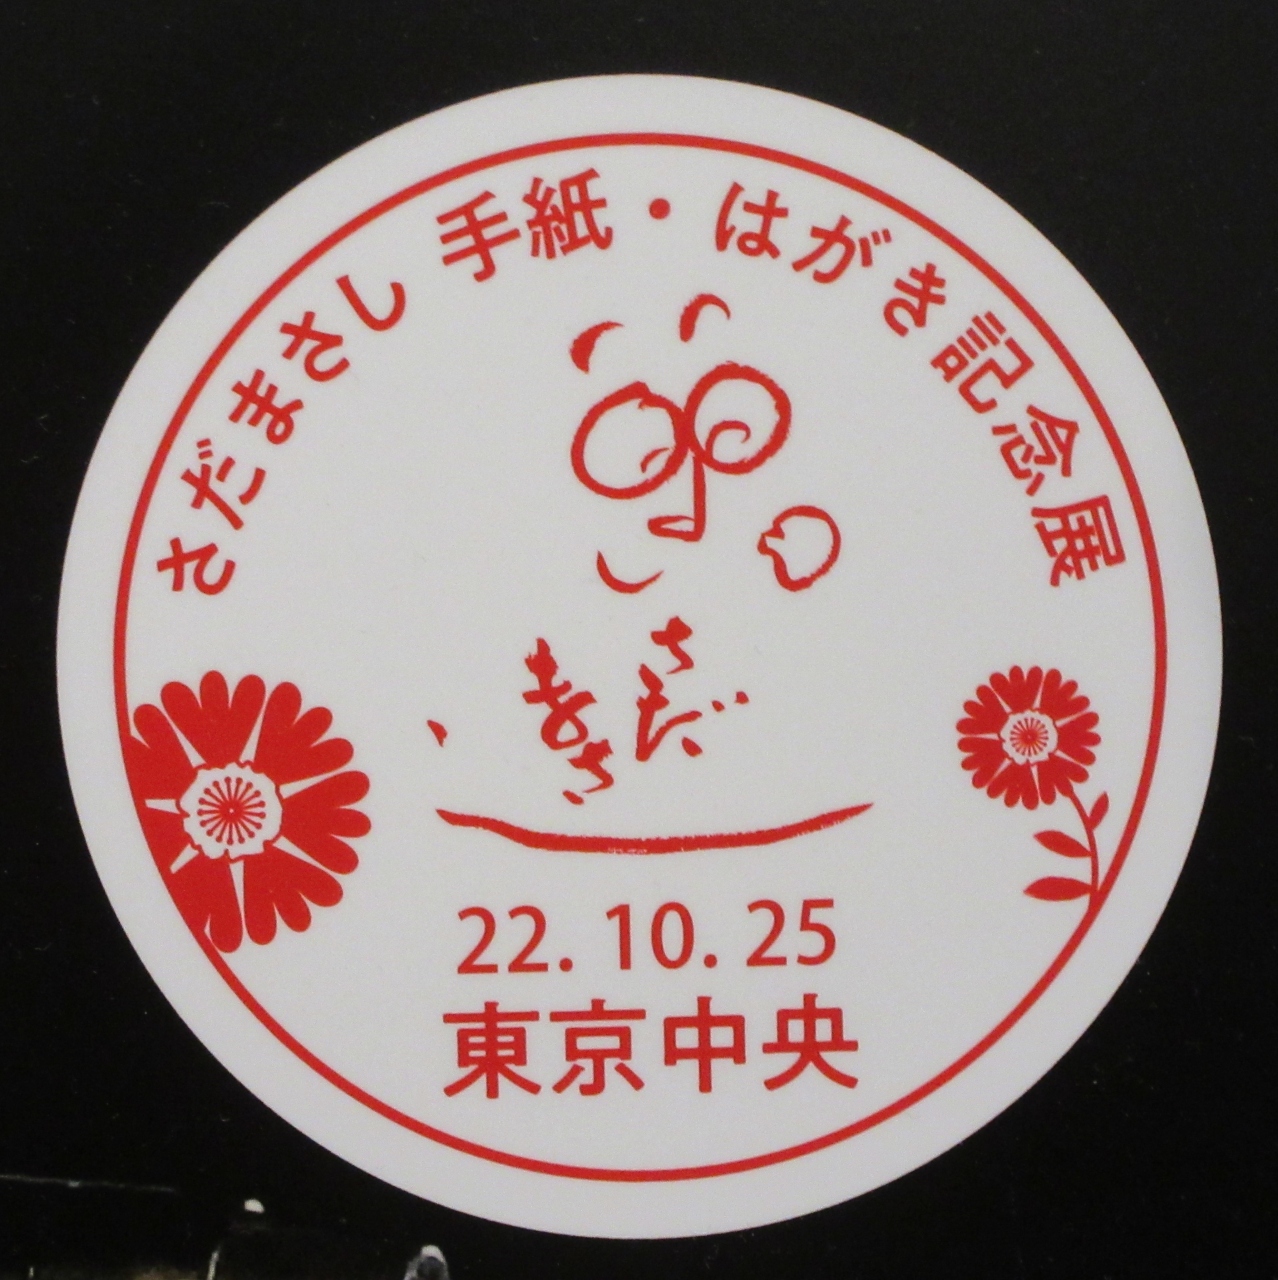 さだまさし 手紙・はがき記念展
さだ
まさし
22.10.25
東京中央